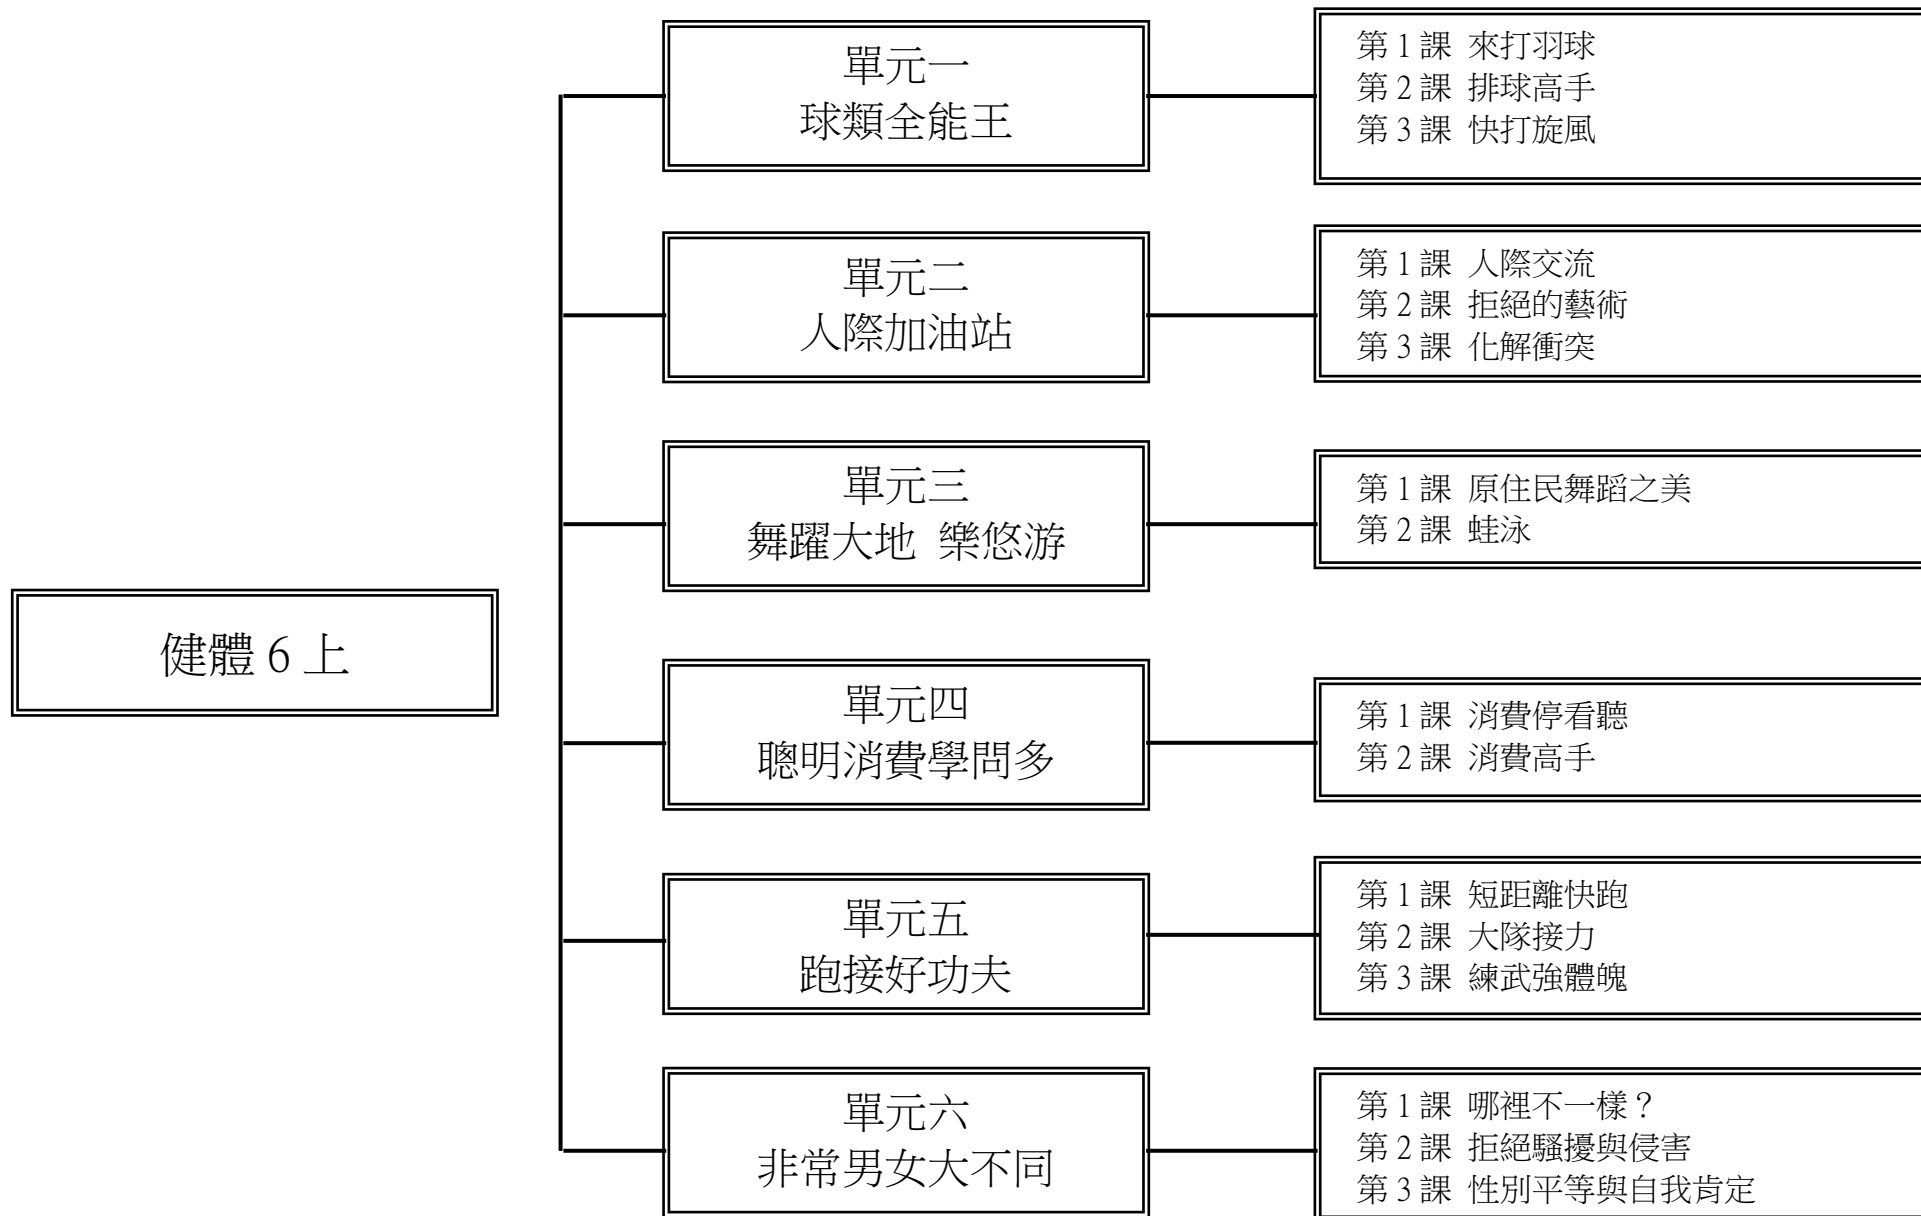 健體 6 上
單元一
球類全能王
第 1 課 來打羽球
第 2 課 排球高手
第 3 課 快打旋風
單元二
人際加油站
第 1 課 人際交流
第 2 課 拒絕的藝術
第 3 課 化解衝突
單元三
舞躍大地 樂悠游
第 1 課 原住民舞蹈之美
第 2 課 蛙泳
單元四
聰明消費學問多
第 1 課 消費停看聽
第 2 課 消費高手
單元五
跑接好功夫
第 1 課 短距離快跑
第 2 課 大隊接力
第 3 課 練武強體魄
單元六
非常男女大不同
第 1 課 哪裡不一樣？
第 2 課 拒絕騷擾與侵害
第 3 課 性別平等與自我肯定